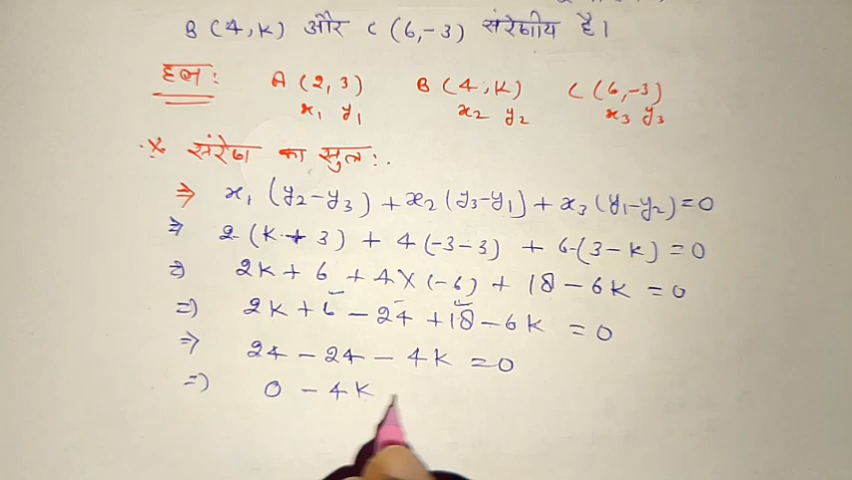 B (4, K) और C (6, -3) संरेखीय है।
हल: A (2, 3) B (4, K) C (6, -3)
x₁ y₁ x₂ y₂ x₃ y₃
संरेख का सुत्र :.
⇒ x₁ (y₂-y₃) + x₂ (y₃-y₁) + x₃ (y₁-y₂) = 0
⇒ 2 (K + 3) + 4 (-3-3) + 6 (3-K) = 0
⇒ 2K + 6 + 4 × (-6) + 18 - 6K = 0
⇒ 2K + 6 - 24 + 18 - 6K = 0
⇒ 24 - 24 - 4K = 0
⇒ 0 - 4K